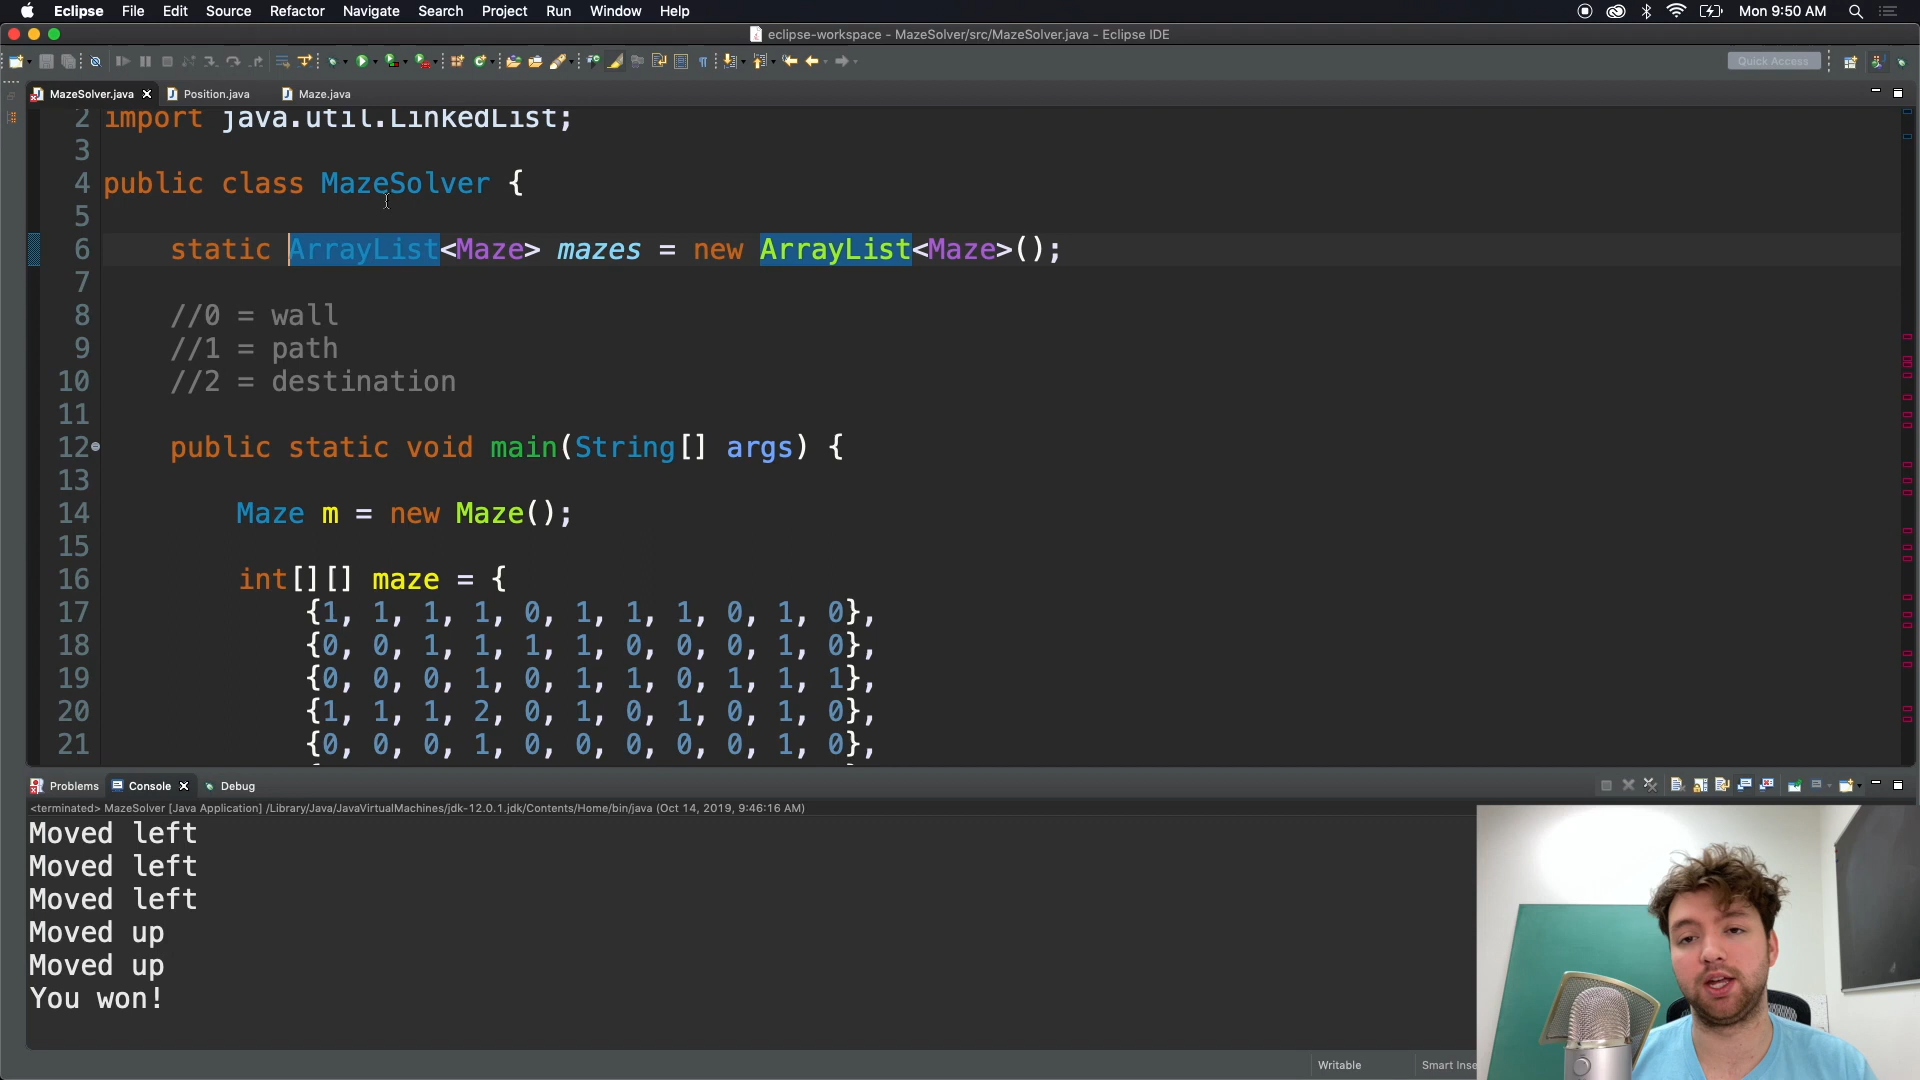 Eclipse File Edit Source Refactor Navigate Search Project Run Window Help Mon 9:50 AM
eclipse-workspace - MazeSolver/src/MazeSolver.java - Eclipse IDE
Quick Access
MazeSolver.java Position.java Maze.java
2 import java.util.LinkedList;
3
4 public class MazeSolver {
5
6 static ArrayList<Maze> mazes = new ArrayList<Maze>();
7
8 //0 = wall
9 //1 = path
10 //2 = destination
11
12 public static void main(String[] args) {
13
14 Maze m = new Maze();
15
16 int[][] maze = {
17 {1, 1, 1, 1, 0, 1, 1, 1, 0, 1, 0},
18 {0, 0, 1, 1, 1, 1, 0, 0, 0, 1, 0},
19 {0, 0, 0, 1, 0, 1, 1, 0, 1, 1, 1},
20 {1, 1, 1, 2, 0, 1, 0, 1, 0, 1, 0},
21 {0, 0, 0, 1, 0, 0, 0, 0, 0, 1, 0},
Problems Console Debug
<terminated> MazeSolver [Java Application] /Library/Java/JavaVirtualMachines/jdk-12.0.1.jdk/Contents/Home/bin/java (Oct 14, 2019, 9:46:16 AM)
Moved left
Moved left
Moved left
Moved up
Moved up
You won!
Writable Smart Inse